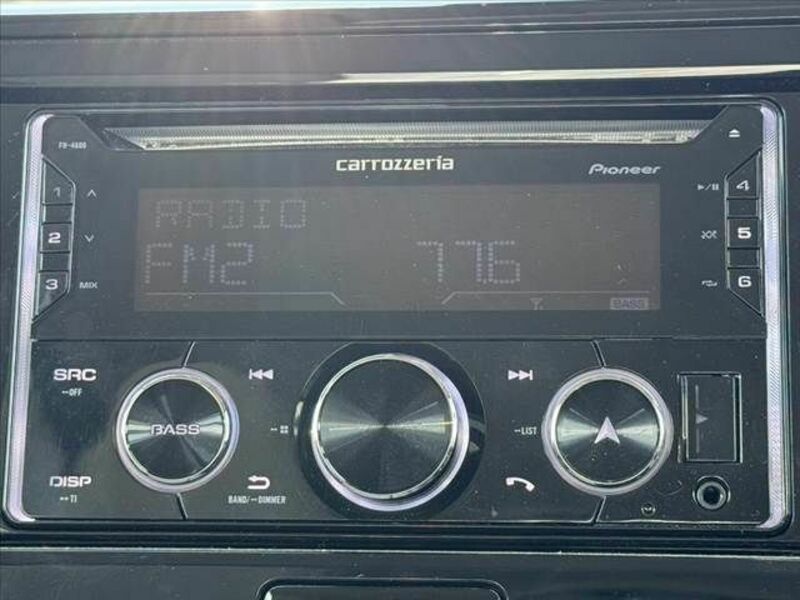 FH-4600
carrozzeria
Pioneer
1
2
3
MIX
4
5
6
RADIO
FM2 77.6
BASS
SRC
OFF
BASS
DISP
TI
BAND/ DIMMER
LIST